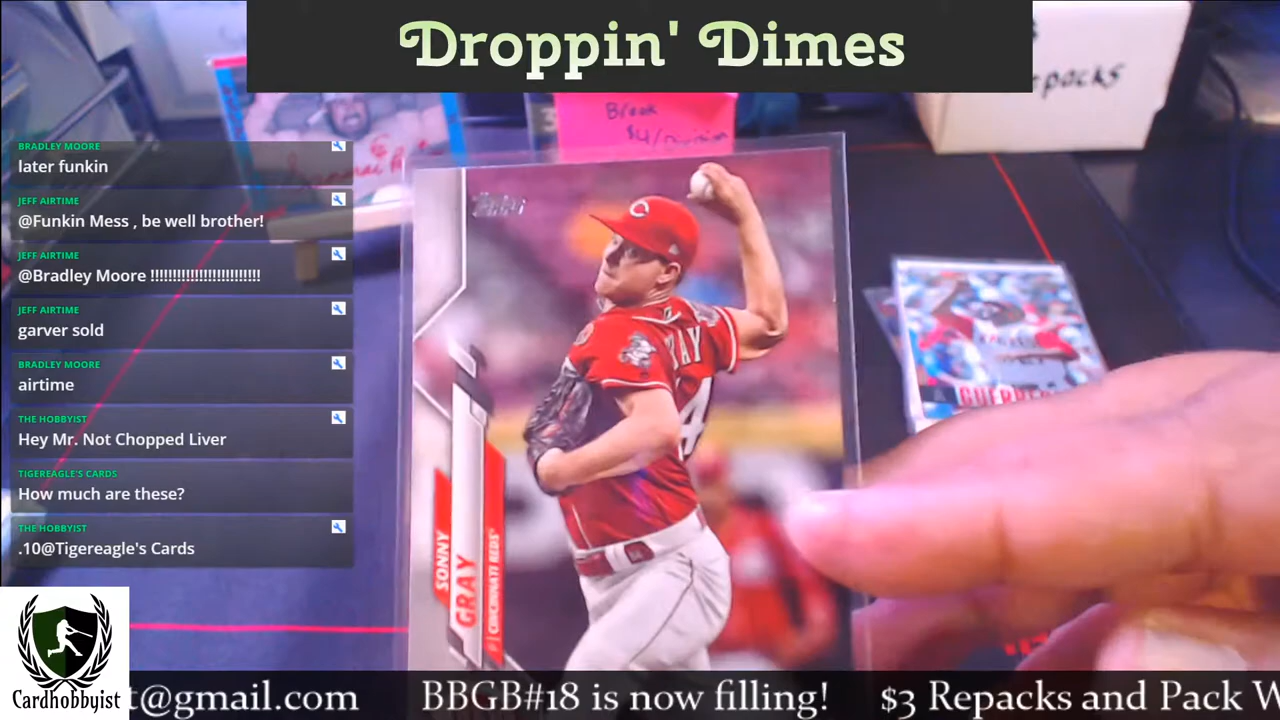 Droppin' Dimes
packs
Break
$4/Division
BRADLEY MOORE
later funkin
JEFF AIRTIME
@Funkin Mess , be well brother!
JEFF AIRTIME
@Bradley Moore !!!!!!!!!!!!!!!!!!!!!!!!!
JEFF AIRTIME
garver sold
BRADLEY MOORE
airtime
THE HOBBYIST
Hey Mr. Not Chopped Liver
TIGEREAGLE'S CARDS
How much are these?
THE HOBBYIST
.10@Tigereagle's Cards
Topps
C
SONNY
GRAY
P | CINCINNATI REDS
Cardhobbyist
t@gmail.com BBGB#18 is now filling! $3 Repacks and Pack W